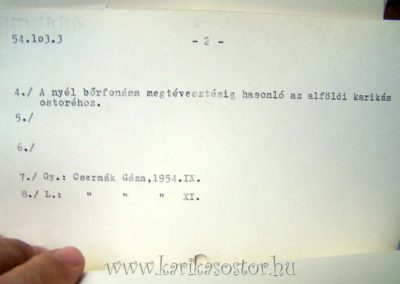 54.103.3 - 2 -
4./ A nyél bőrfonása megtévesztésig hasonló az alföldi karikás
ostoréhoz.
5./
6./
7./ Gy.: Csermák Géza,1954.IX.
8./ L.: " " " XI.
www.karikasostor.hu